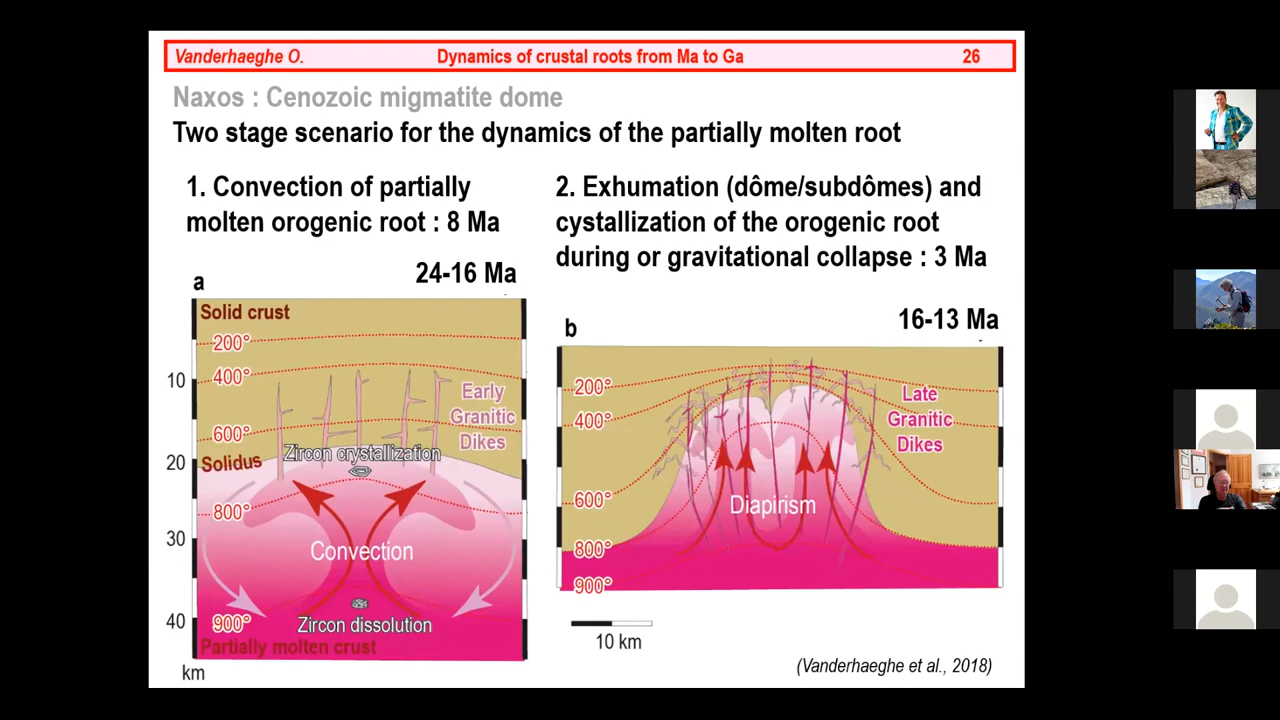 Vanderhaeghe O. Dynamics of crustal roots from Ma to Ga 26
Naxos : Cenozoic migmatite dome
Two stage scenario for the dynamics of the partially molten root
1. Convection of partially
molten orogenic root : 8 Ma
24-16 Ma
a
Solid crust
200°
400°
10
Early
Granitic
Dikes
600°
Zircon crystallization
20
Solidus
800°
30
Convection
40
900°
Zircon dissolution
Partially molten crust
km
2. Exhumation (dôme/subdômes) and
cystallization of the orogenic root
during or gravitational collapse : 3 Ma
16-13 Ma
b
200°
400°
Late
Granitic
Dikes
600°
Diapirism
800°
900°
10 km
(Vanderhaeghe et al., 2018)